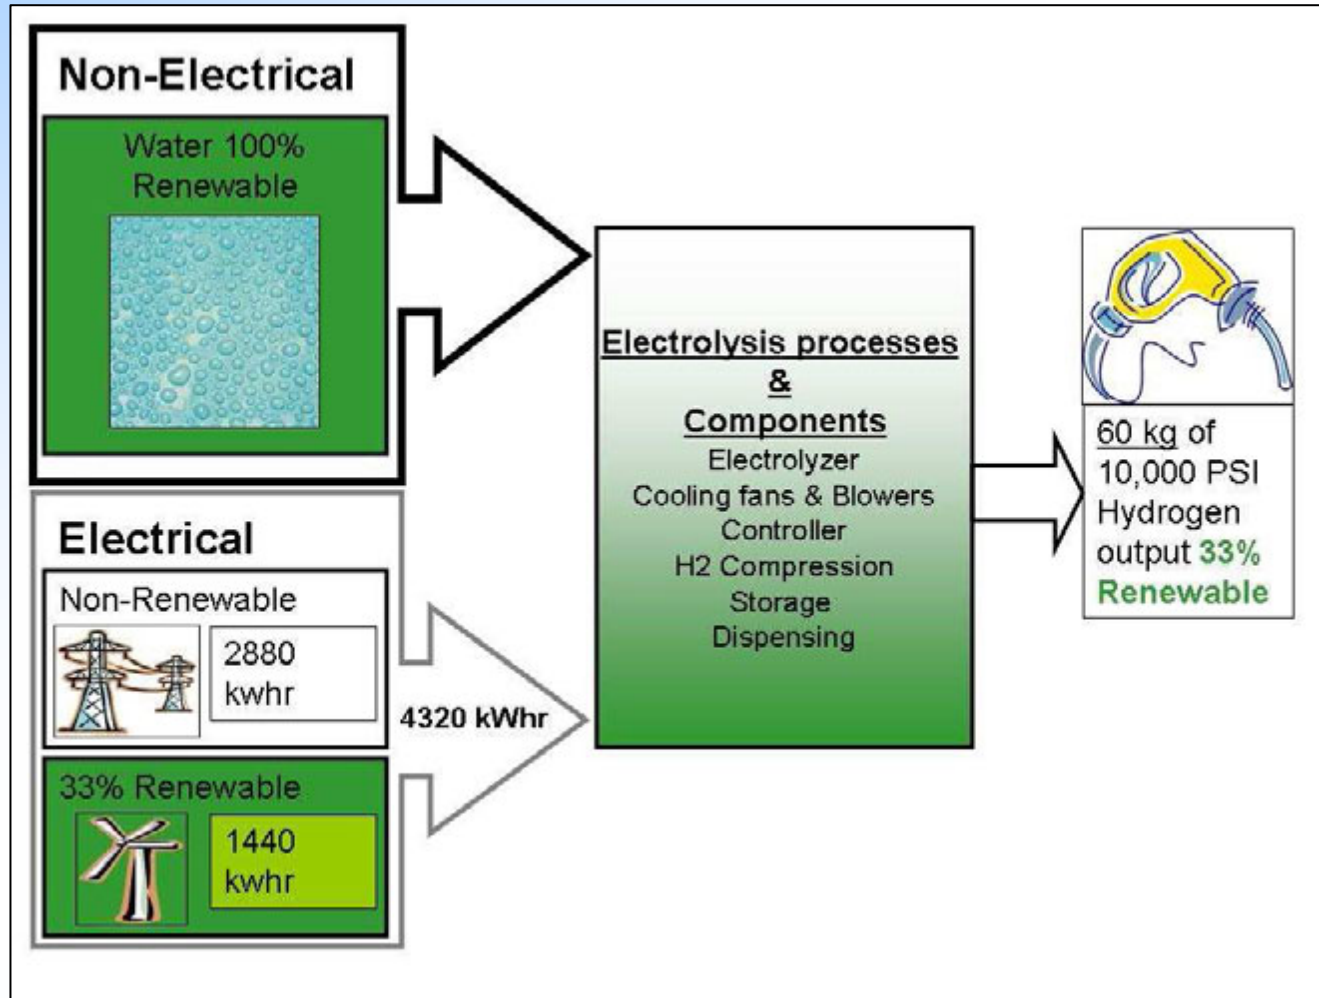 Non-Electrical
Water 100%
Renewable
Electrical
Non-Renewable
2880
kwhr
4320 kWhr
33% Renewable
1440
kwhr
Electrolysis processes
&
Components
Electrolyzer
Cooling fans & Blowers
Controller
H2 Compression
Storage
Dispensing
60 kg of
10,000 PSI
Hydrogen
output 33%
Renewable